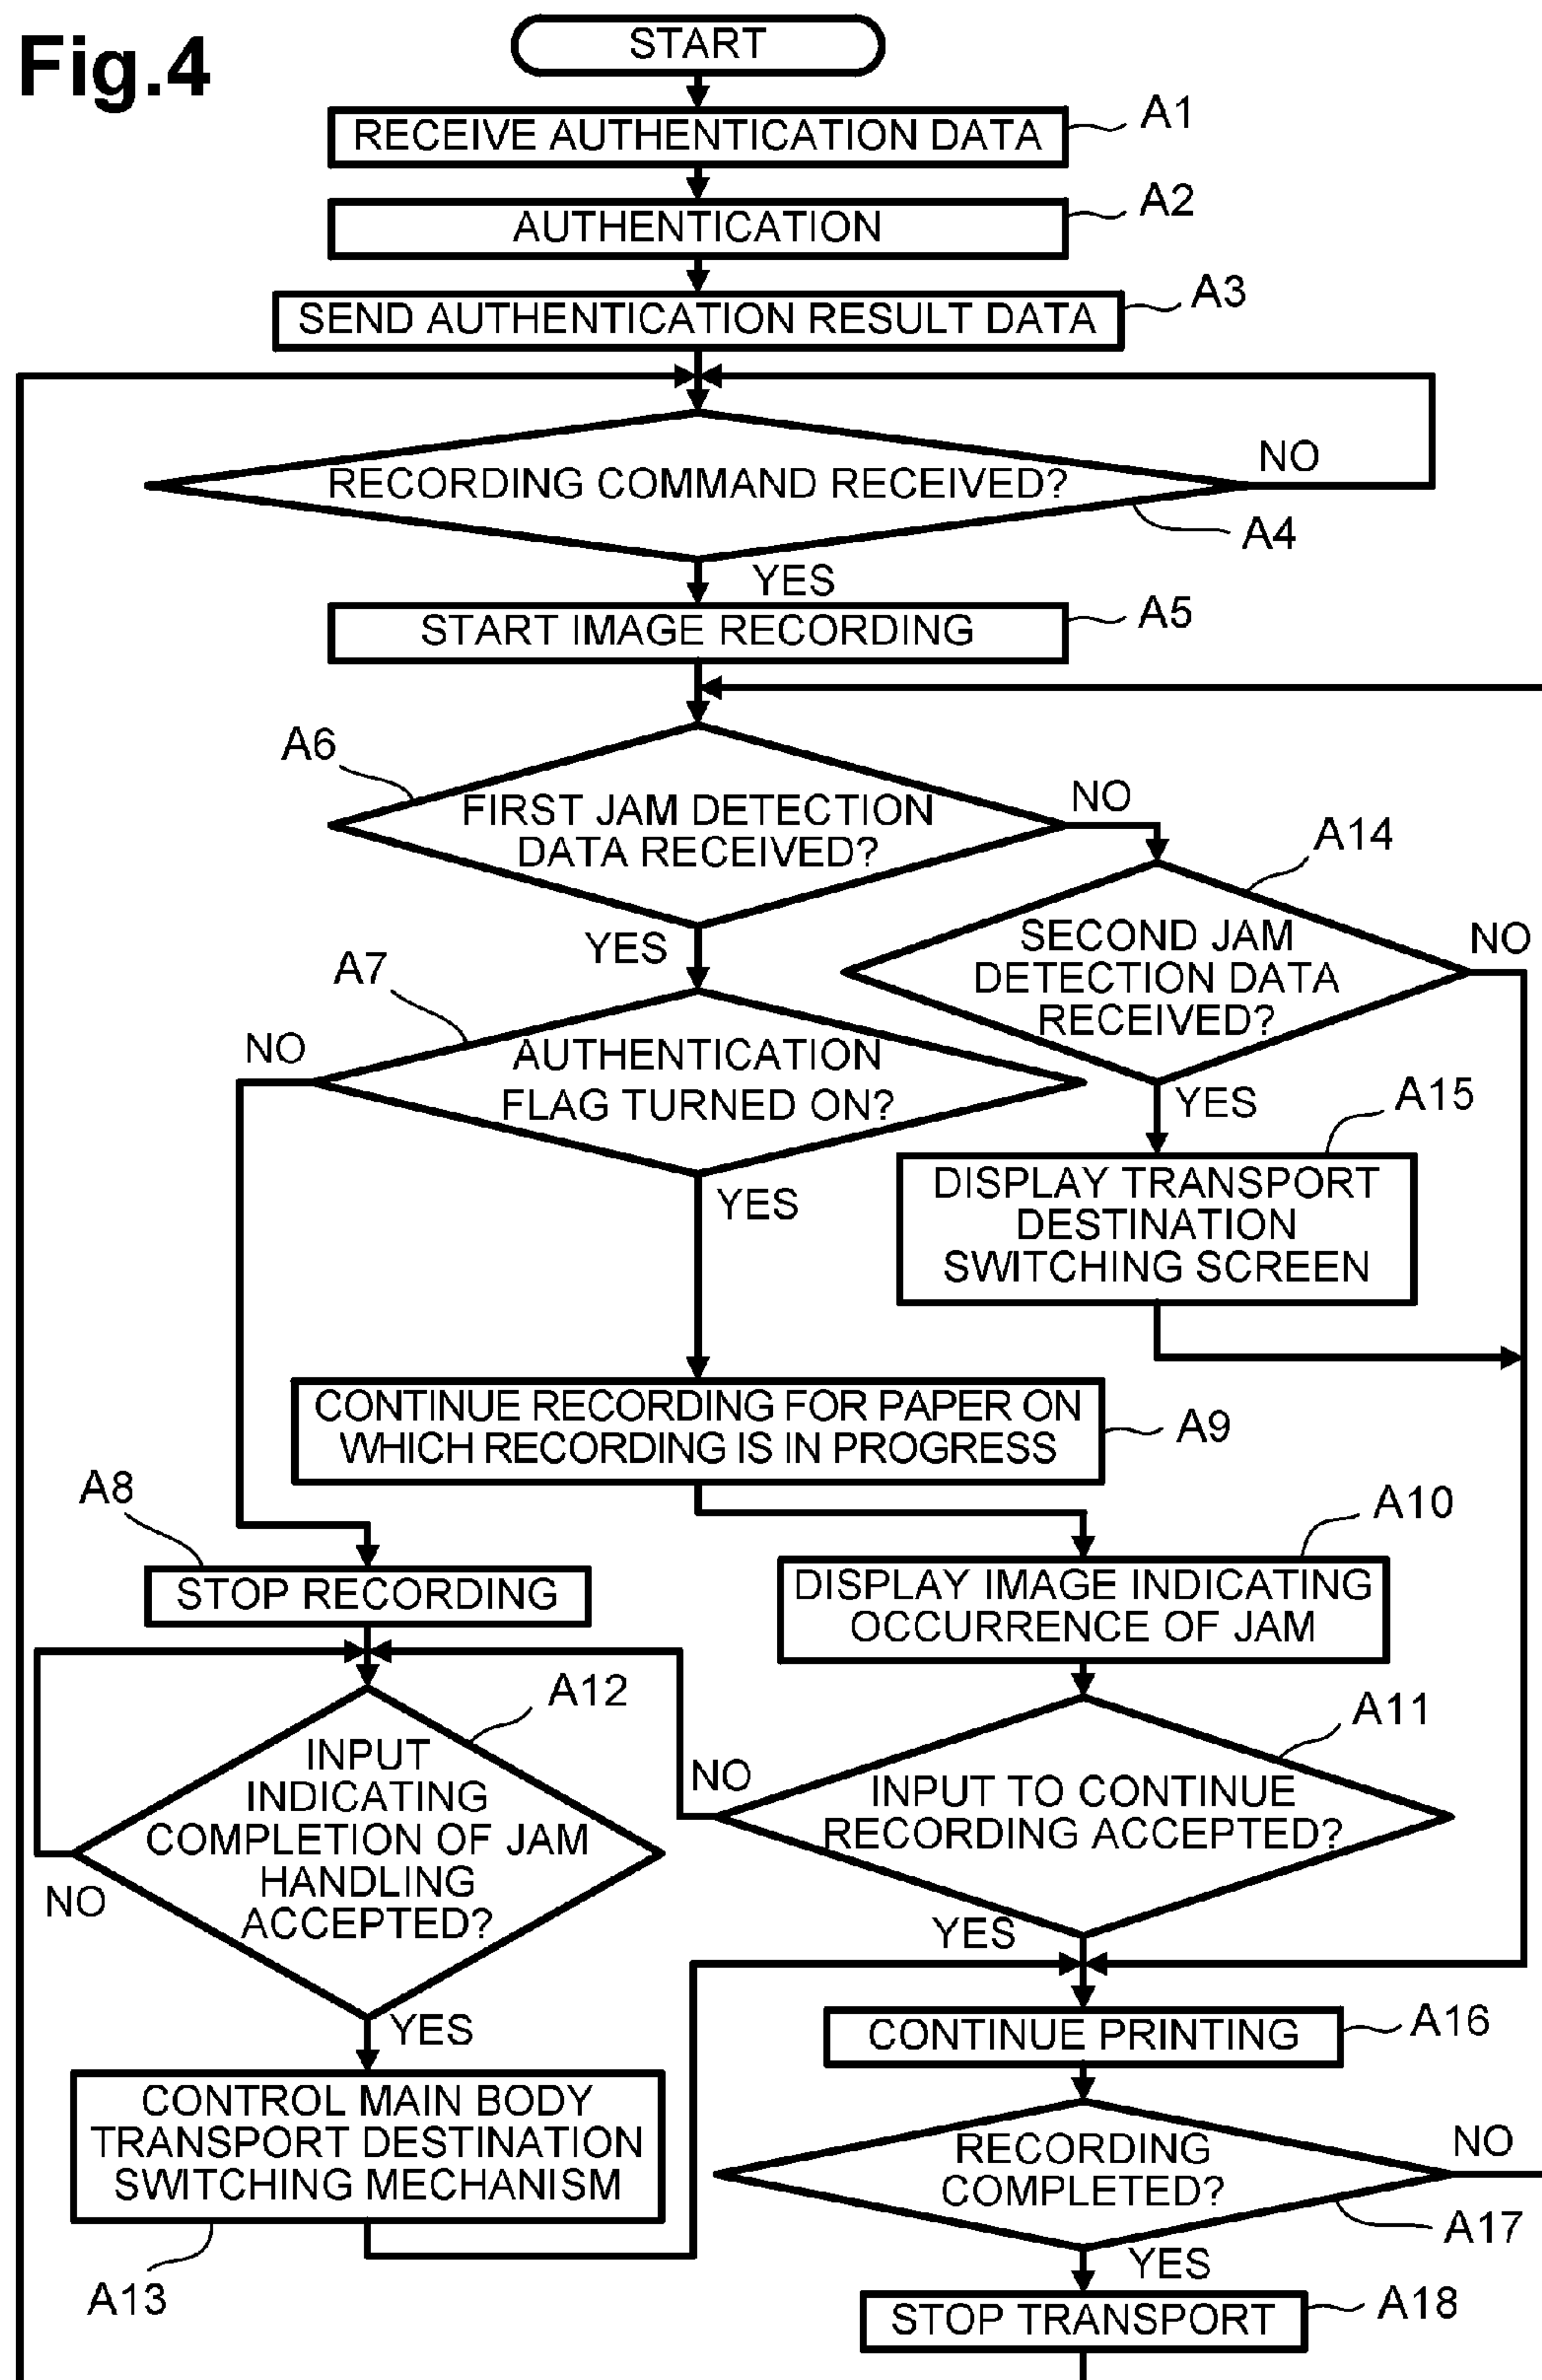 Fig.4
START
RECEIVE AUTHENTICATION DATA
A1
AUTHENTICATION
A2
SEND AUTHENTICATION RESULT DATA
A3
RECORDING COMMAND RECEIVED?
NO
A4
YES
START IMAGE RECORDING
A5
A6
FIRST JAM DETECTION
DATA RECEIVED?
NO
YES
A14
SECOND JAM
DETECTION DATA
RECEIVED?
NO
YES
A7
NO
AUTHENTICATION
FLAG TURNED ON?
YES
A15
DISPLAY TRANSPORT
DESTINATION
SWITCHING SCREEN
CONTINUE RECORDING FOR PAPER ON
WHICH RECORDING IS IN PROGRESS
A9
A8
STOP RECORDING
A10
DISPLAY IMAGE INDICATING
OCCURRENCE OF JAM
A12
INPUT
INDICATING
COMPLETION OF JAM
HANDLING
ACCEPTED?
NO
YES
A11
NO
INPUT TO CONTINUE
RECORDING ACCEPTED?
YES
CONTROL MAIN BODY
TRANSPORT DESTINATION
SWITCHING MECHANISM
A13
CONTINUE PRINTING
A16
RECORDING
COMPLETED?
NO
A17
YES
STOP TRANSPORT
A18